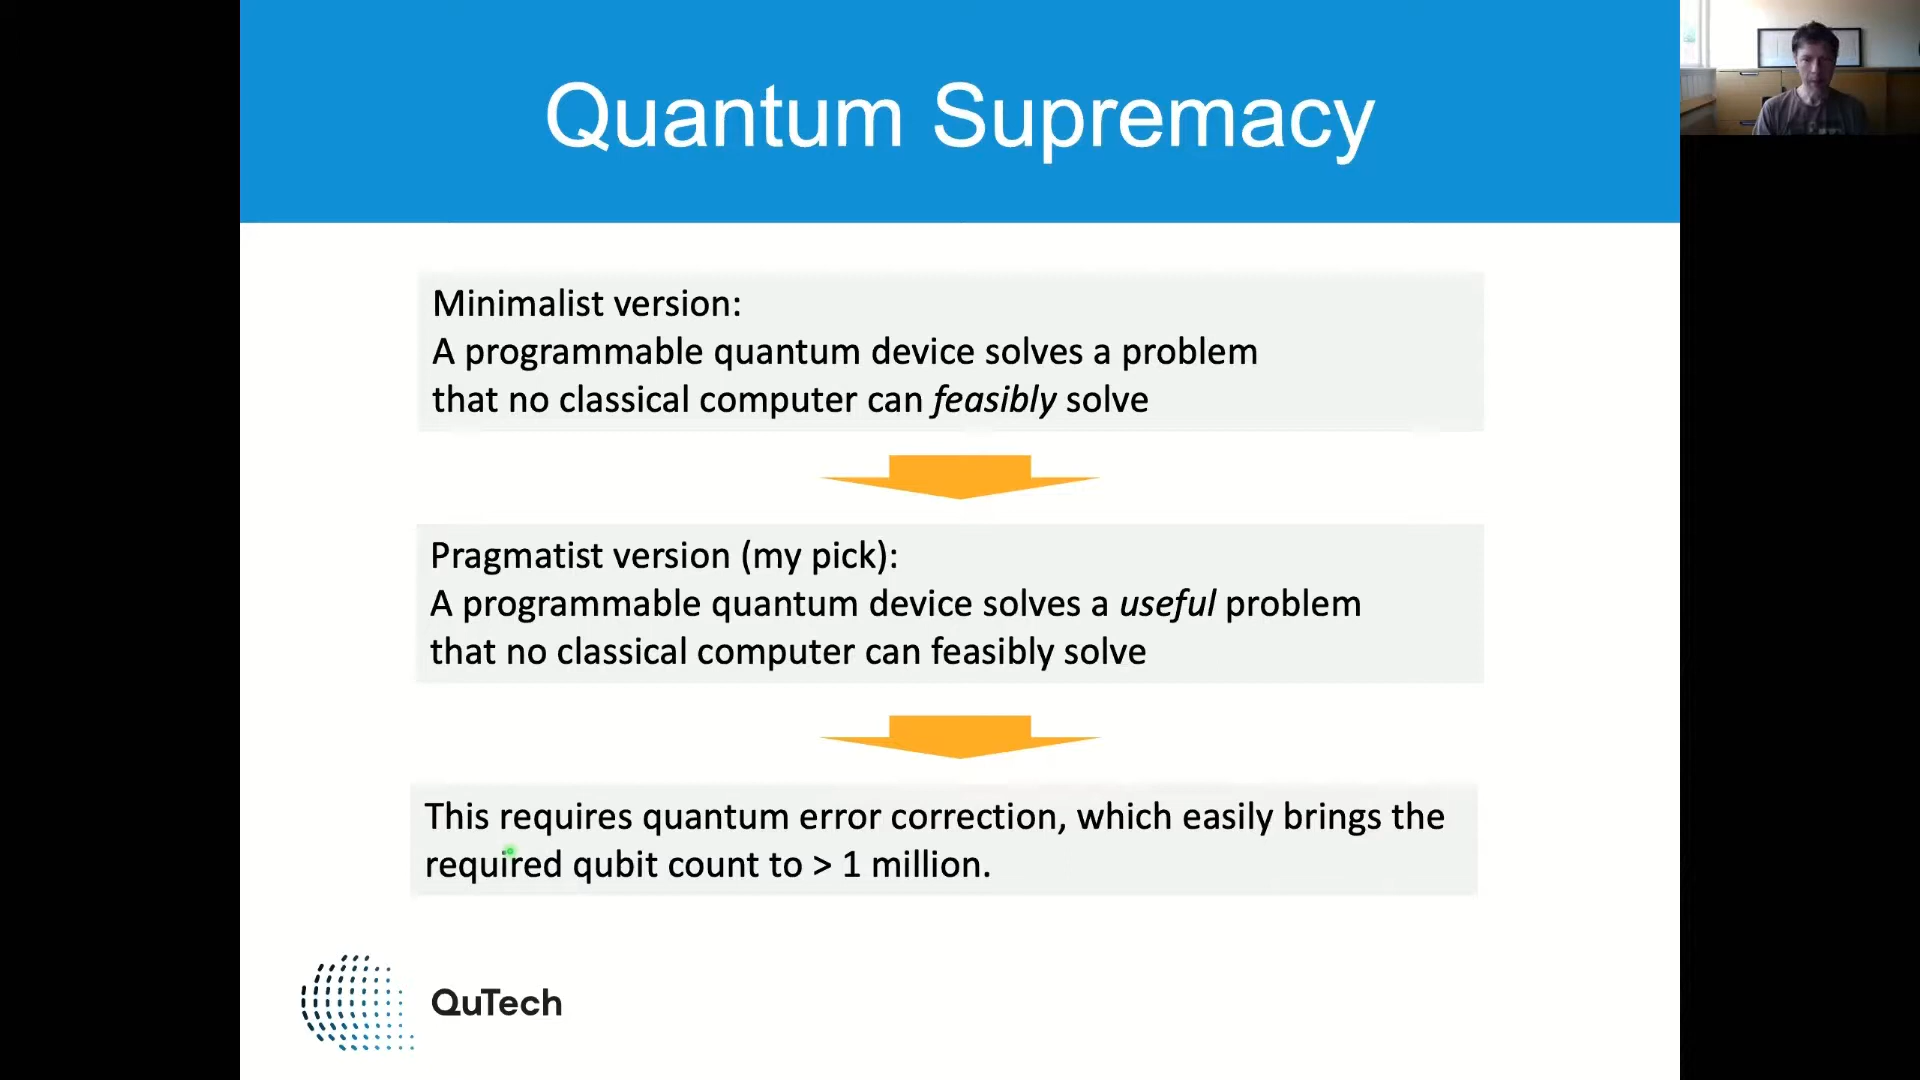 Quantum Supremacy
Minimalist version:
A programmable quantum device solves a problem
that no classical computer can feasibly solve
Pragmatist version (my pick):
A programmable quantum device solves a useful problem
that no classical computer can feasibly solve
This requires quantum error correction, which easily brings the
required qubit count to > 1 million.
QuTech